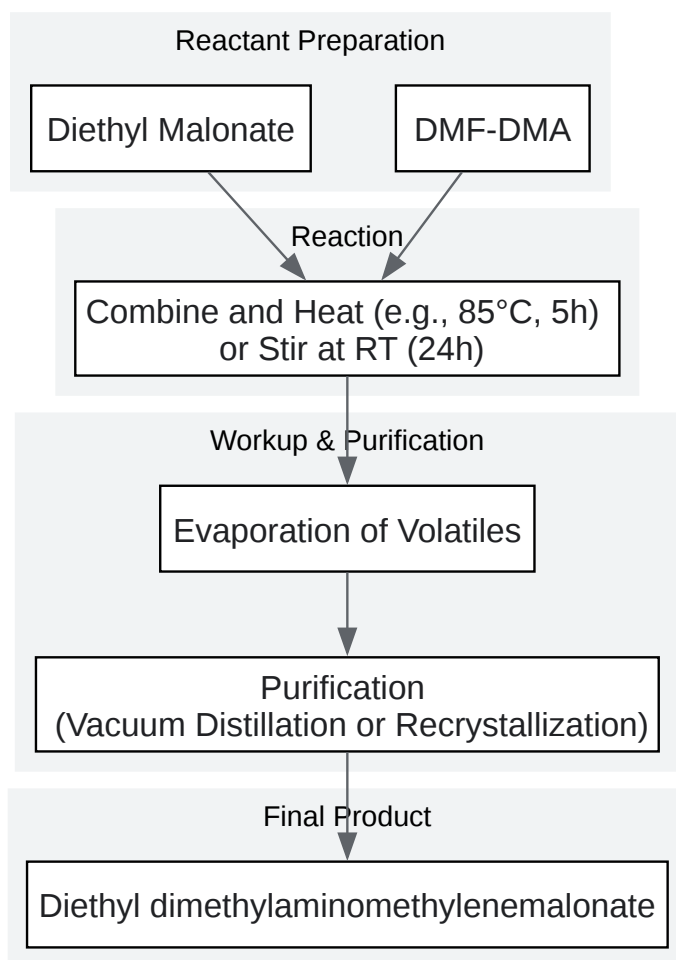 Reactant Preparation
Diethyl Malonate
DMF-DMA
Reaction
Combine and Heat (e.g., 85°C, 5h)
or Stir at RT (24h)
Workup & Purification
Evaporation of Volatiles
Purification
(Vacuum Distillation or Recrystallization)
Final Product
Diethyl dimethylaminomethylenemalonate